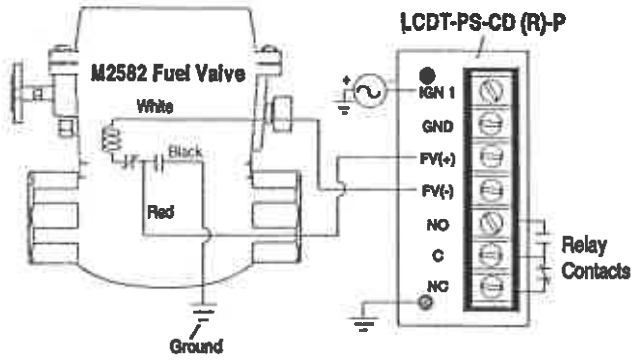 LCDT-PS-CD (R)-P
M2582 Fuel Valve
White
Black
Red
Ground
+
IGN 1
GND
FV(+)
FV(-)
NO
C
NC
Relay
Contacts